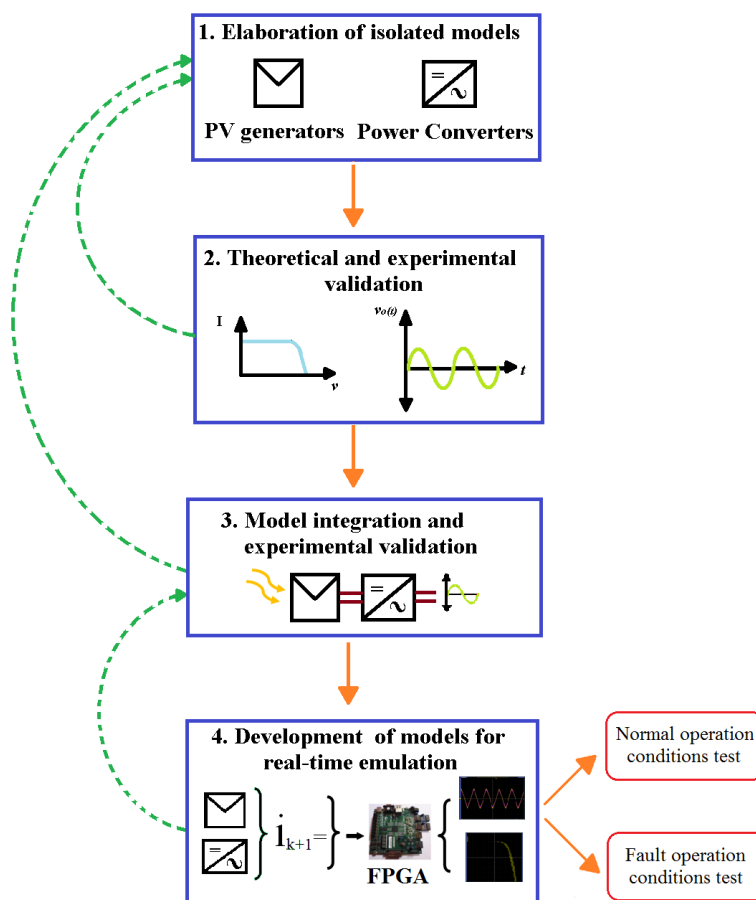 1. Elaboration of isolated models
=
~
PV generators
Power Converters
2. Theoretical and experimental
validation
I
v
vo(t)
t
3. Model integration and
experimental validation
=
~
4. Development of models for
real-time emulation
=
~
i k+1 =
FPGA
Normal operation
conditions test
Fault operation
conditions test